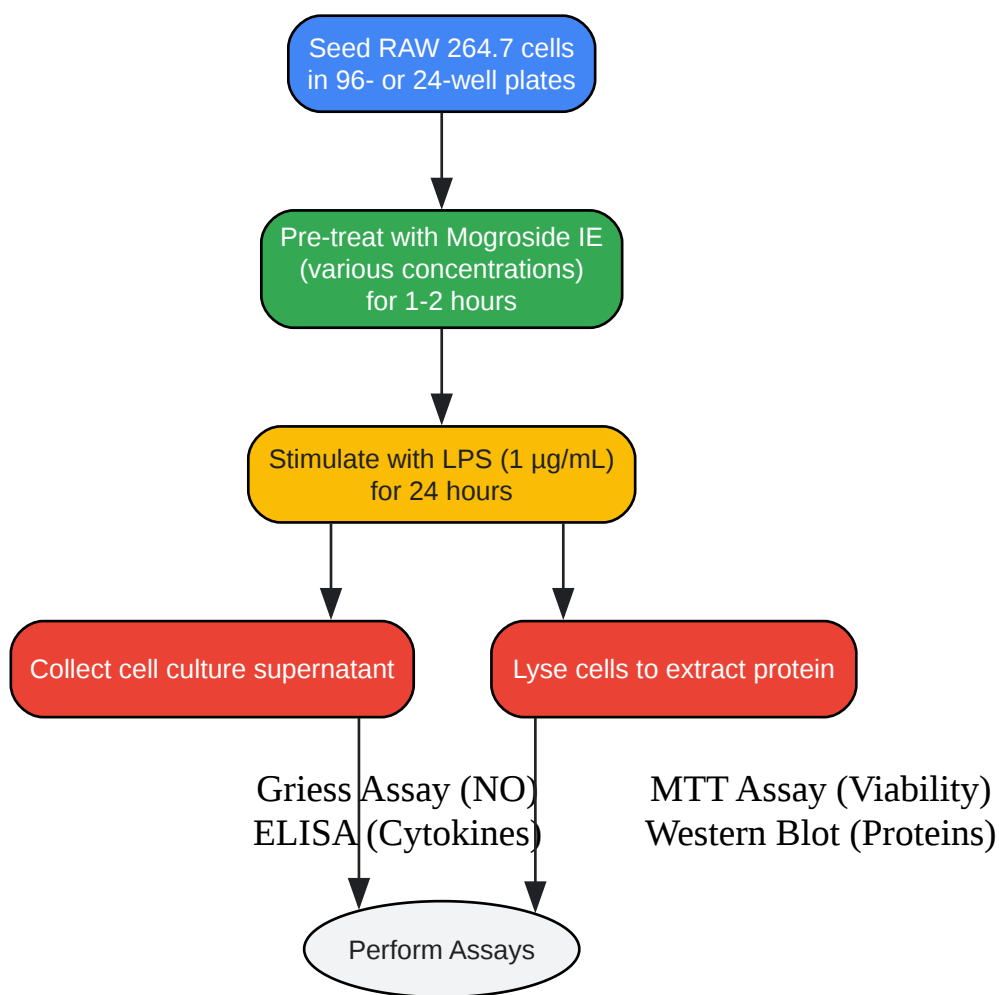 Seed RAW 264.7 cells
in 96- or 24-well plates
Pre-treat with Mogroside IE
(various concentrations)
for 1-2 hours
Stimulate with LPS (1 µg/mL)
for 24 hours
Collect cell culture supernatant
Lyse cells to extract protein
Griess Assay (NO)
ELISA (Cytokines)
MTT Assay (Viability)
Western Blot (Proteins)
Perform Assays